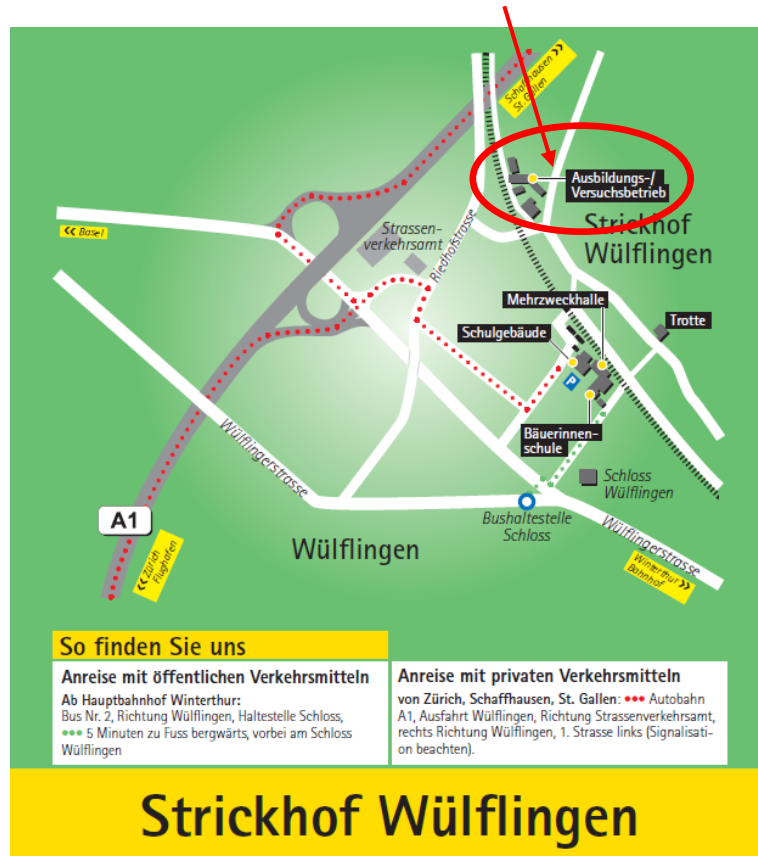 Schaffhausen >>
St. Gallen
Ausbildungs-/
Versuchsbetrieb
Strickhof
Wülflingen
<< Basel
Strassen-
verkehrsamt
Riedhofstrasse
Mehrzweckhalle
Trotte
Schulgebäude
P
Bäuerinnen-
schule
Wülflingerstrasse
Schloss
Wülflingen
A1
Bushaltestelle
Schloss
Wülflingerstrasse
Wülflingen
<< Zürich
Flughafen
Winterthur >>
Bahnhof
So finden Sie uns
Anreise mit öffentlichen Verkehrsmitteln
Ab Hauptbahnhof Winterthur:
Bus Nr. 2, Richtung Wülflingen, Haltestelle Schloss,
••• 5 Minuten zu Fuss bergwärts, vorbei am Schloss
Wülflingen
Anreise mit privaten Verkehrsmitteln
von Zürich, Schaffhausen, St. Gallen: ••• Autobahn
A1, Ausfahrt Wülflingen, Richtung Strassenverkehrsamt,
rechts Richtung Wülflingen, 1. Strasse links (Signalisati-
on beachten).
Strickhof Wülflingen